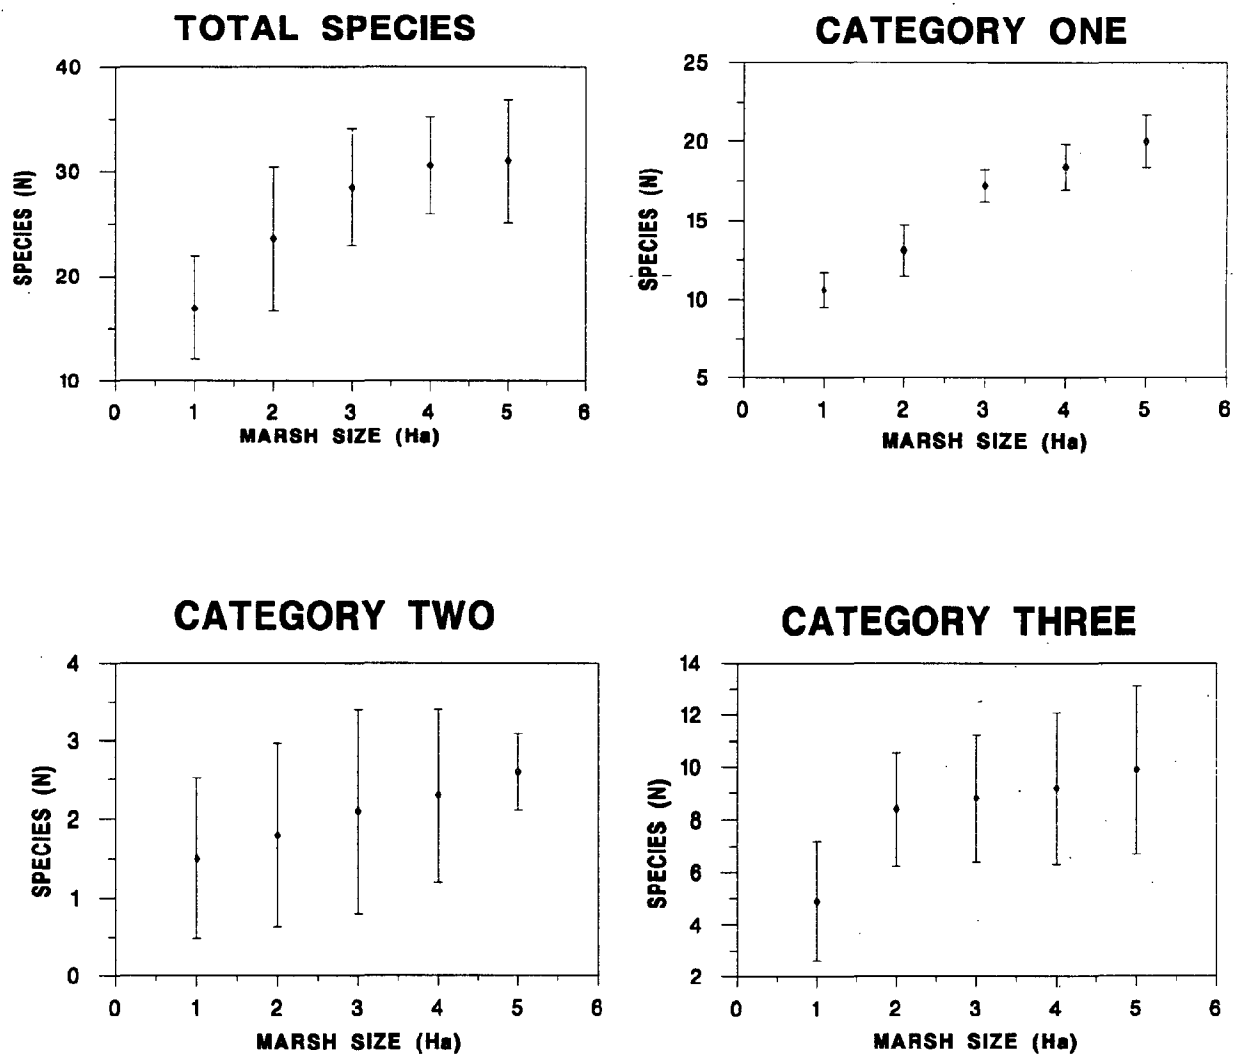 TOTAL SPECIES
40
30
20
10
SPECIES (N)
0 1 2 3 4 5 6
MARSH SIZE (Ha)
CATEGORY ONE
25
20
15
10
5
SPECIES (N)
0 1 2 3 4 5 6
MARSH SIZE (Ha)
CATEGORY TWO
4
3
2
1
0
SPECIES (N)
0 1 2 3 4 5 6
MARSH SIZE (Ha)
CATEGORY THREE
14
12
10
8
6
4
2
SPECIES (N)
0 1 2 3 4 5 6
MARSH SIZE (Ha)